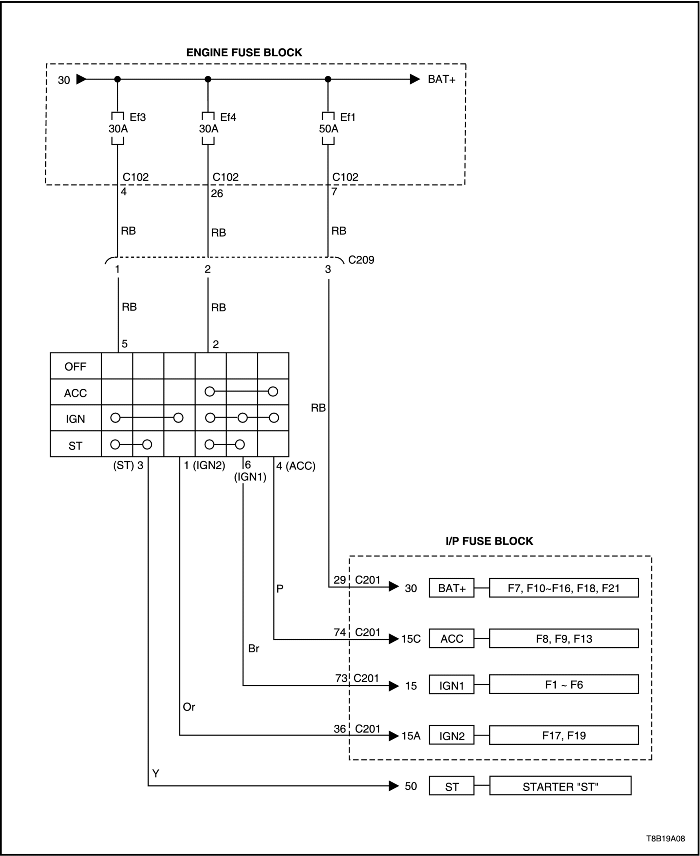 ENGINE FUSE BLOCK
30 BAT+
Ef3 Ef4 Ef1
30A 30A 50A
C102 C102 C102
4 26 7
RB RB RB
C209
1 2 3
RB RB
5 2
OFF
ACC
IGN
ST
RB
(ST) 3 1 (IGN2) 6 4 (ACC)
(IGN1)
I/P FUSE BLOCK
29 C201 30 BAT+ F7, F10~F16, F18, F21
P
74 C201 15C ACC F8, F9, F13
Br
73 C201 15 IGN1 F1 ~ F6
Or
36 C201 15A IGN2 F17, F19
Y
50 ST STARTER "ST"
T8B19A08